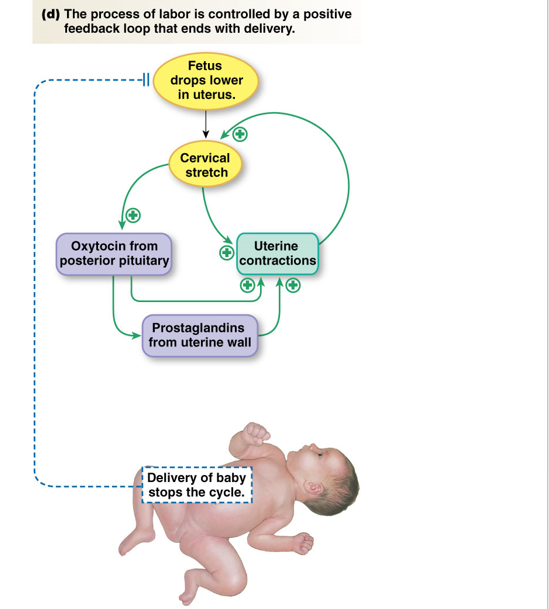 (d) The process of labor is controlled by a positive
feedback loop that ends with delivery.
Fetus
drops lower
in uterus.
+
Cervical
stretch
+
Oxytocin from
posterior pituitary
+
Uterine
contractions
+
+
Prostaglandins
from uterine wall
Delivery of baby
stops the cycle.